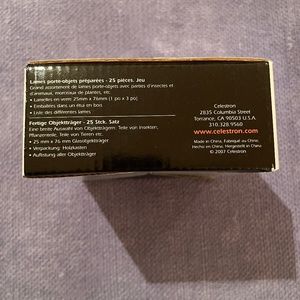 Lames porte-objets préparées - 25 pièces. Jeu
Grand assortiment de lames porte-objets avec parties d'insectes et
d'animaux, morceaux de plantes, etc.
• Lamelles en verre 25mm x 76mm (1 po x 3 po)
• Emballées dans un étui en bois
• Liste des différentes lames
Fertige Objektträger - 25 Stck. Satz
Eine breite Auswahl von Objektträgern: Teile von Insekten,
Pflanzenteile, Teile von Tieren etc.
• 25 mm x 76 mm Glasobjektträger
• Verpackung: Holzkasten
• Auflistung aller Objektträger
Celestron
2835 Columbia Street
Torrance, CA 90503 U.S.A.
310.328.9560
www.celestron.com
Made in China, Fabriqué au Chine,
Hecho en China, Hergestellt in China
© 2007 Celestron